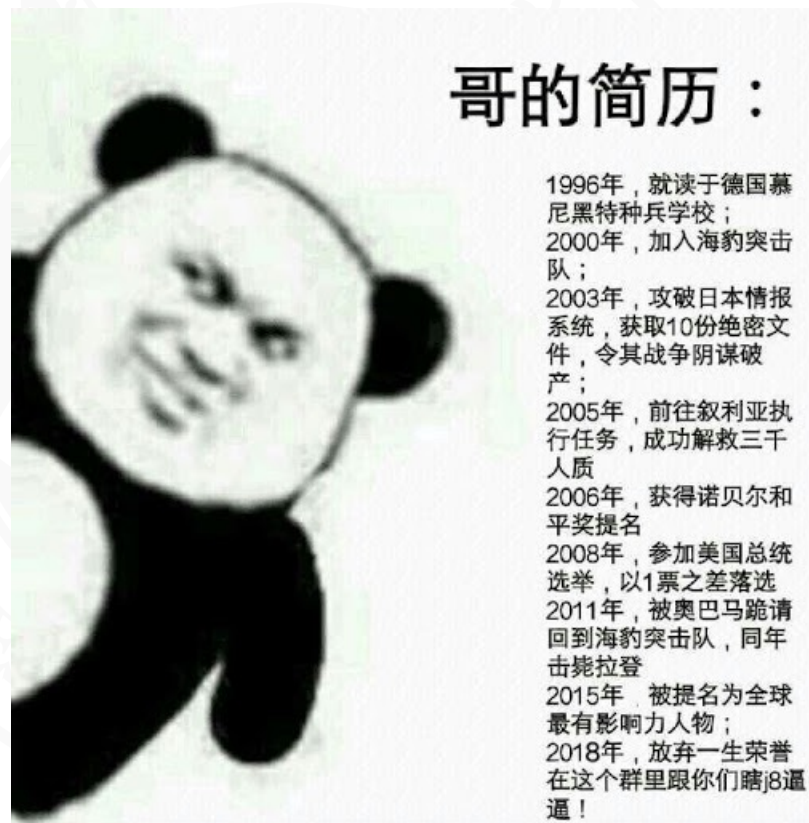 哥的简历：
1996年，就读于德国慕
尼黑特种兵学校；
2000年，加入海豹突击
队；
2003年，攻破日本情报
系统，获取10份绝密文
件，令其战争阴谋破
产；
2005年，前往叙利亚执
行任务，成功解救三千
人质
2006年，获得诺贝尔和
平奖提名
2008年，参加美国总统
选举，以1票之差落选
2011年，被奥巴马跪请
回到海豹突击队，同年
击毙拉登
2015年，被提名为全球
最有影响力人物；
2018年，放弃一生荣誉
在这个群里跟你们瞎j8逼
逼！